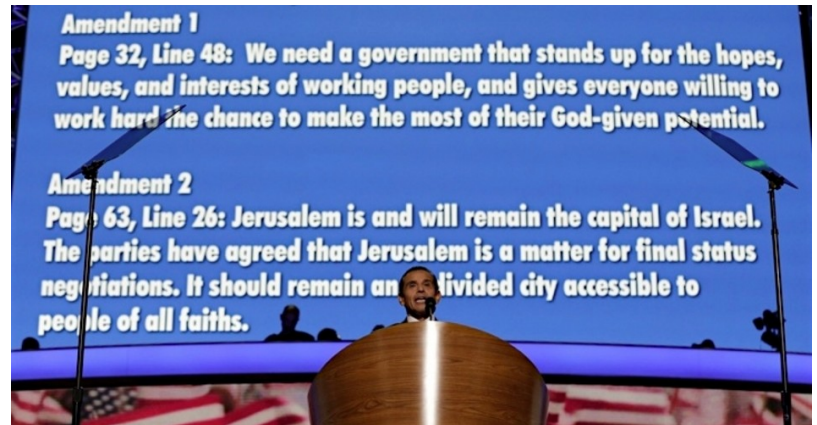 Amendment 1
Page 32, Line 48: We need a government that stands up for the hopes,
values, and interests of working people, and gives everyone willing to
work hard the chance to make the most of their God-given potential.
Amendment 2
Page 63, Line 26: Jerusalem is and will remain the capital of Israel.
The parties have agreed that Jerusalem is a matter for final status
negotiations. It should remain an divided city accessible to
people of all faiths.